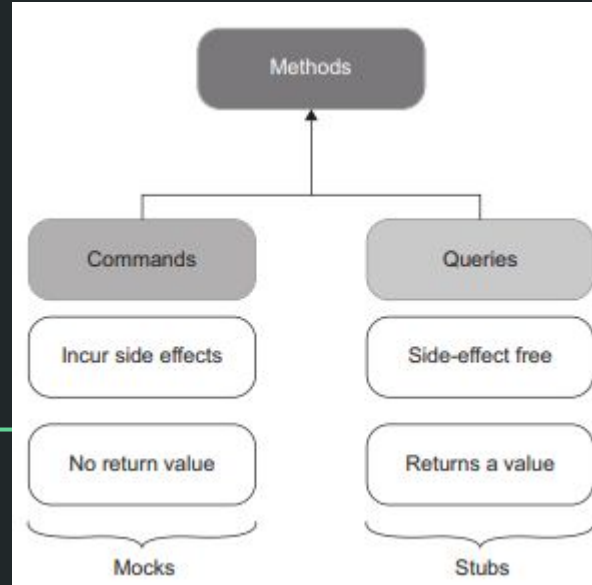 Methods
Commands
Queries
Incur side effects
Side-effect free
No return value
Returns a value
Mocks
Stubs